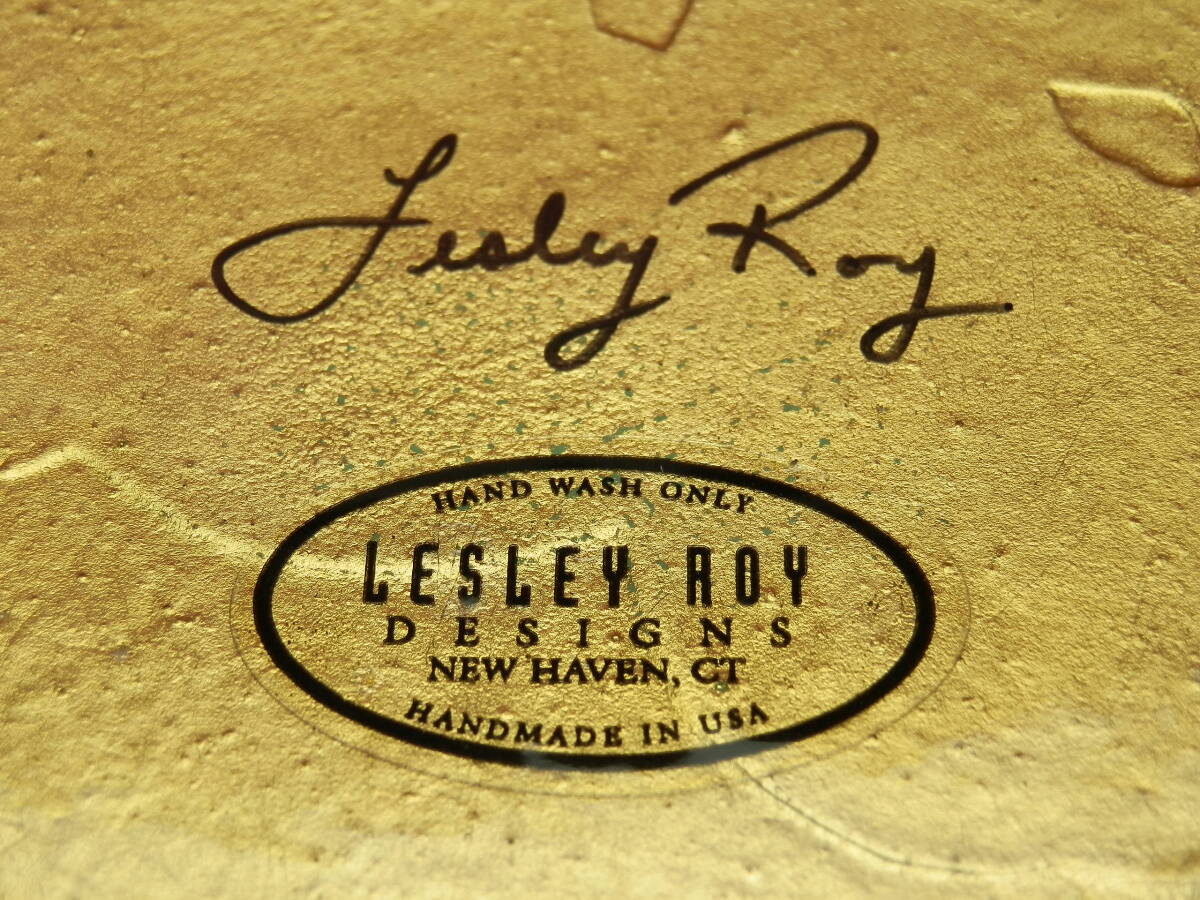 Lesley Roy
HAND WASH ONLY
LESLEY ROY
DESIGNS
NEW HAVEN, CT
HANDMADE IN USA